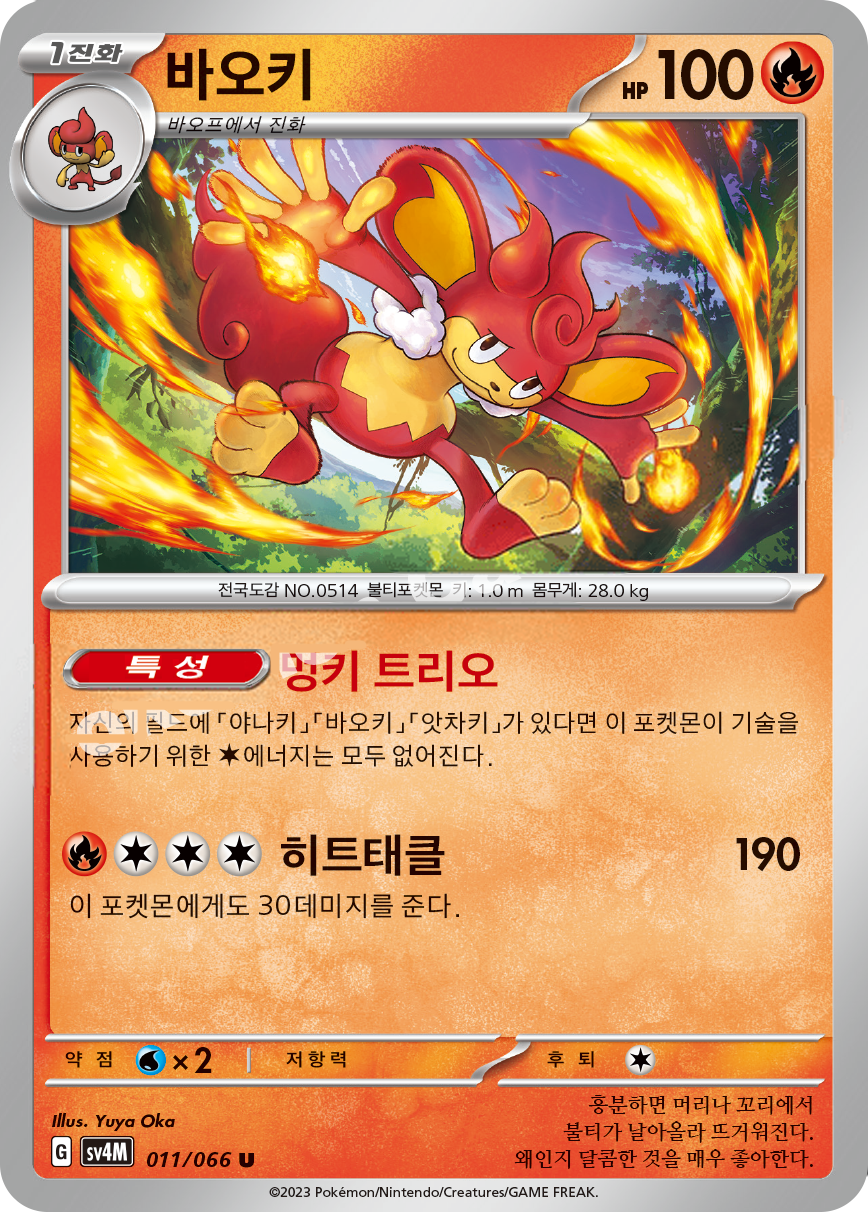 1진화
바오키
HP 100
바오프에서 진화
전국도감 NO.0514 불티포켓몬 키: 1.0 m 몸무게: 28.0 kg
특성 멍키 트리오
자신의 필드에 「야나키」 「바오키」 「앗차키」가 있다면 이 포켓몬이 기술을
사용하기 위한 에너지는 모두 없어진다.
히트태클 190
이 포켓몬에게도 30데미지를 준다.
약점 ×2 저항력 후퇴
Illus. Yuya Oka
G sv4M 011/066 U
흥분하면 머리나 꼬리에서
불티가 날아올라 뜨거워진다.
왜인지 달콤한 것을 매우 좋아한다.
©2023 Pokémon/Nintendo/Creatures/GAME FREAK.